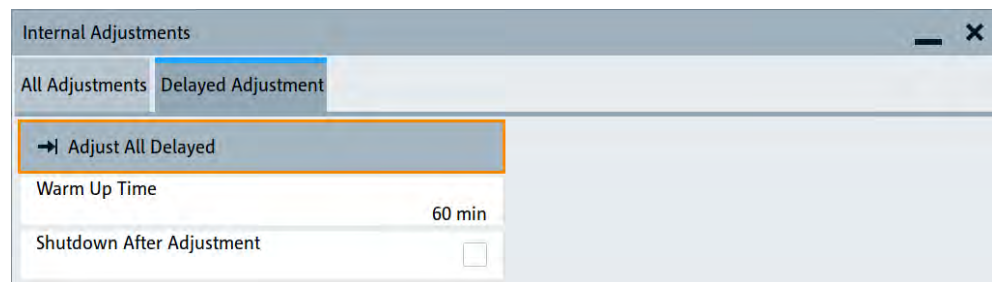 Internal Adjustments
All Adjustments Delayed Adjustment
Adjust All Delayed
Warm Up Time
60 min
Shutdown After Adjustment